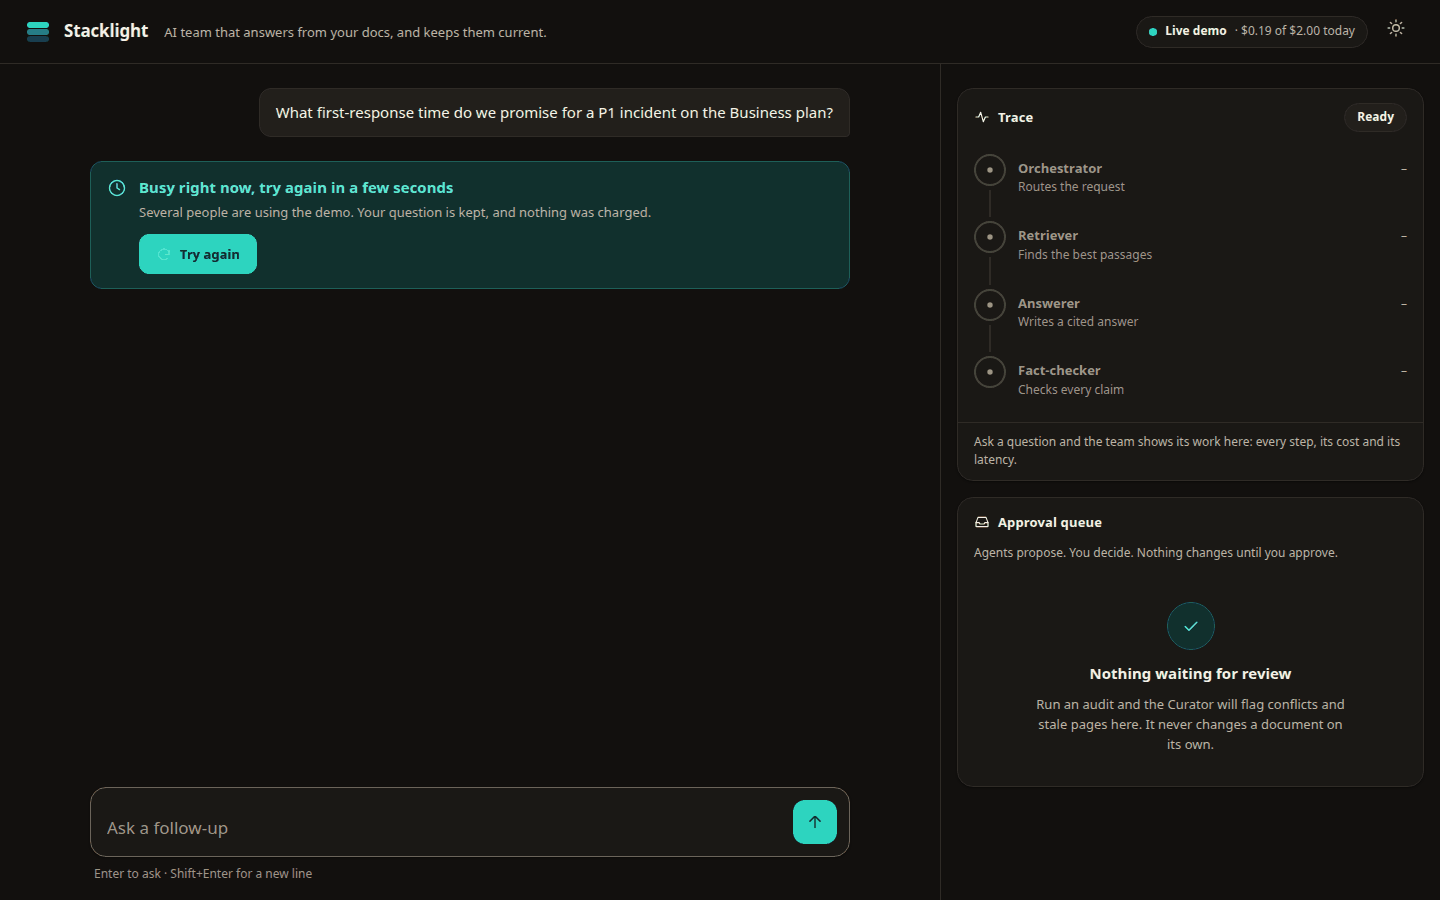 Stacklight
AI team that answers from your docs, and keeps them current.
Live demo · $0.19 of $2.00 today
What first-response time do we promise for a P1 incident on the Business plan?
Busy right now, try again in a few seconds
Several people are using the demo. Your question is kept, and nothing was charged.
Try again
Ask a follow-up
Enter to ask · Shift+Enter for a new line
Trace
Ready
Orchestrator –
Routes the request
Retriever –
Finds the best passages
Answerer –
Writes a cited answer
Fact-checker –
Checks every claim
Ask a question and the team shows its work here: every step, its cost and its
latency.
Approval queue
Agents propose. You decide. Nothing changes until you approve.
Nothing waiting for review
Run an audit and the Curator will flag conflicts and
stale pages here. It never changes a document on
its own.